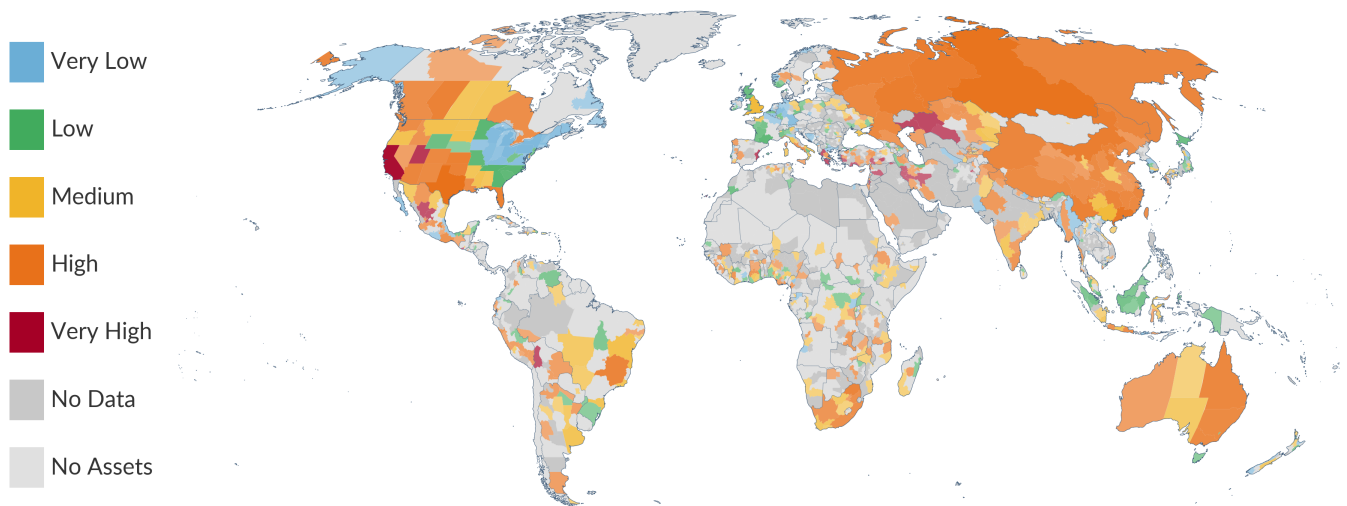 Very Low
Low
Medium
High
Very High
No Data
No Assets